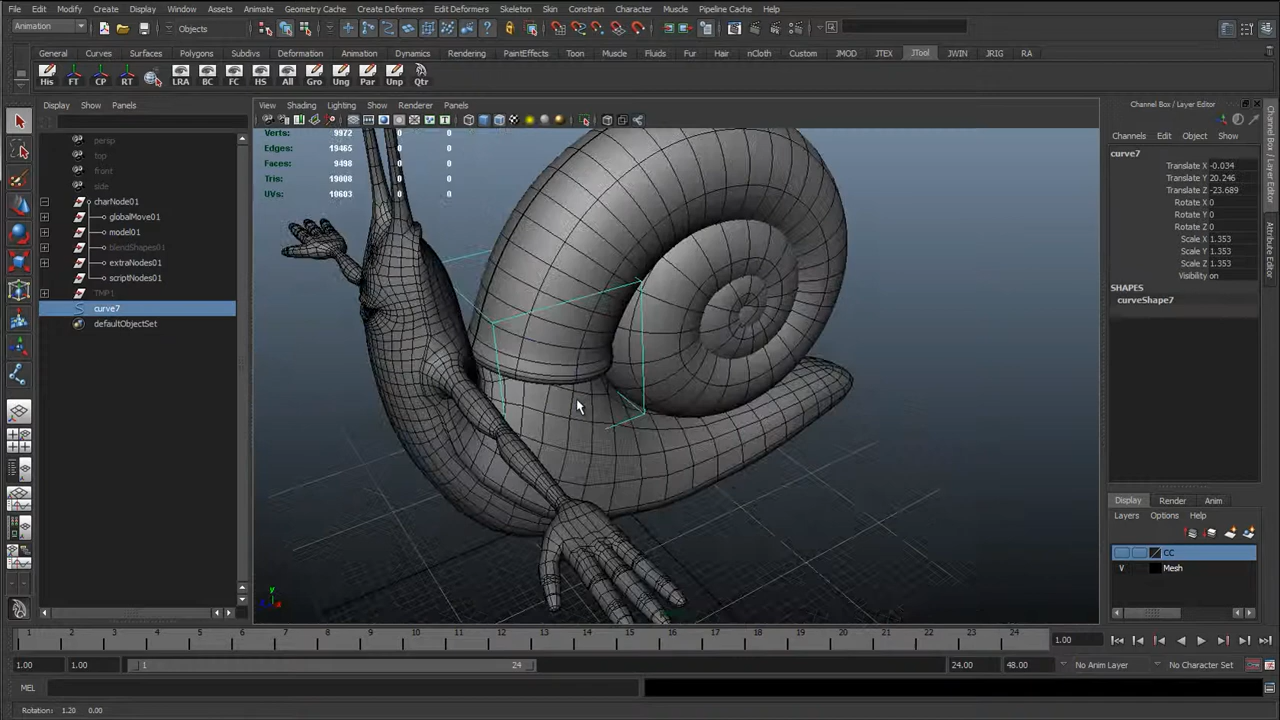 File Edit Modify Create Display Window Assets Animate Geometry Cache Create Deformers Edit Deformers Skeleton Skin Constrain Character Muscle Pipeline Cache Help
Animation Objects
General Curves Surfaces Polygons Subdivs Deformation Animation Dynamics Rendering PaintEffects Toon Muscle Fluids Fur Hair nCloth Custom JMOD JTEX JTool JWIN JRIG RA
His FT CP RT LRA BC FC HS All Gro Ung Par Unp Qtr
Display Show Panels
View Shading Lighting Show Renderer Panels
persp
top
front
side
charNode01
globalMove01
model01
blendShapes01
extraNodes01
scriptNodes01
TMP1
curve7
defaultObjectSet
Verts: 9972 0 0
Edges: 19465 0 0
Faces: 9498 0 0
Tris: 19008 0 0
UVs: 10603 0 0
y
Channel Box / Layer Editor
Channels Edit Object Show
curve7
Translate X -0.034
Translate Y 20.246
Translate Z -23.689
Rotate X 0
Rotate Y 0
Rotate Z 0
Scale X 1.353
Scale Y 1.353
Scale Z 1.353
Visibility on
SHAPES
curveShape7
Channel Box / Layer Editor
Attribute Editor
Display Render Anim
Layers Options Help
CC
V Mesh
1 2 3 4 5 6 7 8 9 10 11 12 13 14 15 16 17 18 19 20 21 22 23 24 1.00
1.00 1.00 1 24 24.00 48.00 No Anim Layer No Character Set
MEL
Rotation: 1.20 0.00